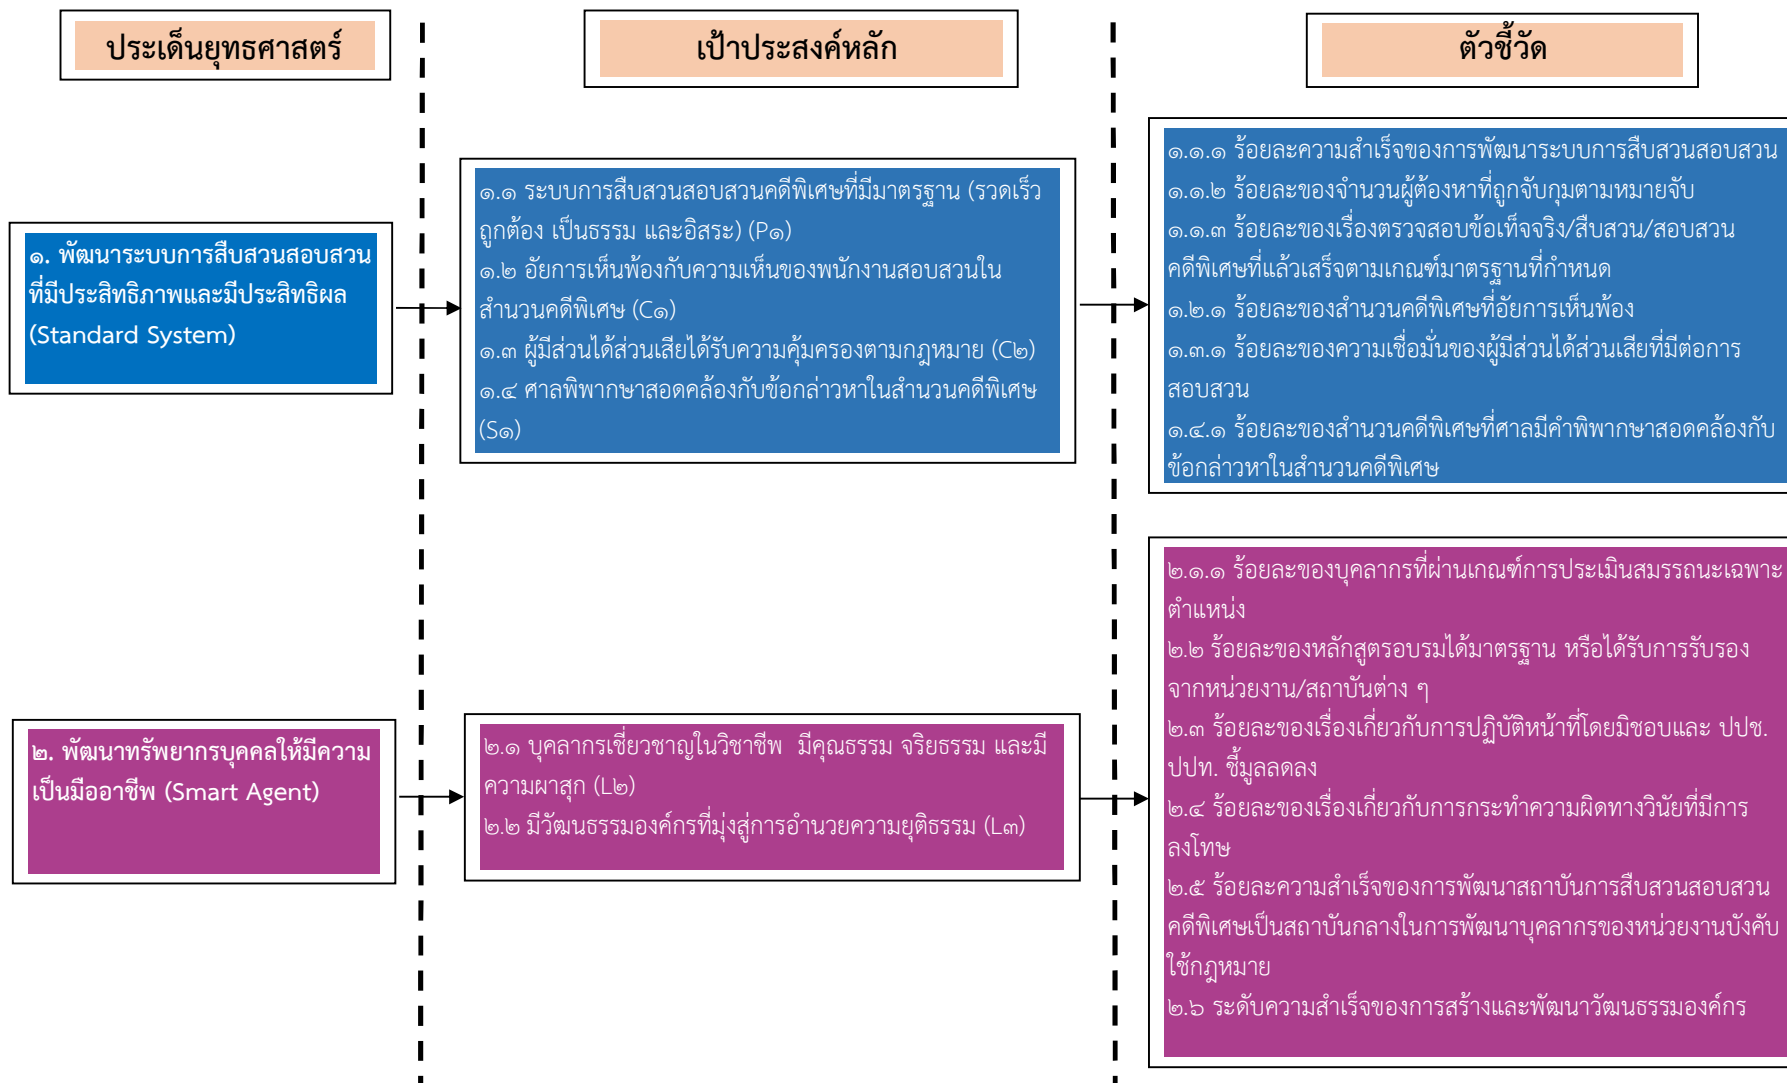 ประเด็นยุทธศาสตร์
เป้าประสงค์หลัก
ตัวชี้วัด
๑. พัฒนาระบบการสืบสวนสอบสวน
ที่มีประสิทธิภาพและมีประสิทธิผล
(Standard System)
๑.๑ ระบบการสืบสวนสอบสวนคดีพิเศษที่มีมาตรฐาน (รวดเร็ว
ถูกต้อง เป็นธรรม และอิสระ) (P๑)
๑.๒ อัยการเห็นพ้องกับความเห็นของพนักงานสอบสวนใน
สำนวนคดีพิเศษ (C๑)
๑.๓ ผู้มีส่วนได้ส่วนเสียได้รับความคุ้มครองตามกฎหมาย (C๒)
๑.๔ ศาลพิพากษาสอดคล้องกับข้อกล่าวหาในสำนวนคดีพิเศษ
(S๑)
๑.๑.๑ ร้อยละความสำเร็จของการพัฒนาระบบการสืบสวนสอบสวน
๑.๑.๒ ร้อยละของจำนวนผู้ต้องหาที่ถูกจับกุมตามหมายจับ
๑.๑.๓ ร้อยละของเรื่องตรวจสอบข้อเท็จจริง/สืบสวน/สอบสวน
คดีพิเศษที่แล้วเสร็จตามเกณฑ์มาตรฐานที่กำหนด
๑.๒.๑ ร้อยละของสำนวนคดีพิเศษที่อัยการเห็นพ้อง
๑.๓.๑ ร้อยละของความเชื่อมั่นของผู้มีส่วนได้ส่วนเสียที่มีต่อการ
สอบสวน
๑.๔.๑ ร้อยละของสำนวนคดีพิเศษที่ศาลมีคำพิพากษาสอดคล้องกับ
ข้อกล่าวหาในสำนวนคดีพิเศษ
๒. พัฒนาทรัพยากรบุคคลให้มีความ
เป็นมืออาชีพ (Smart Agent)
๒.๑ บุคลากรเชี่ยวชาญในวิชาชีพ มีคุณธรรม จริยธรรม และมี
ความผาสุก (L๒)
๒.๒ มีวัฒนธรรมองค์กรที่มุ่งสู่การอำนวยความยุติธรรม (L๓)
๒.๑.๑ ร้อยละของบุคลากรที่ผ่านเกณฑ์การประเมินสมรรถนะเฉพาะ
ตำแหน่ง
๒.๒ ร้อยละของหลักสูตรอบรมได้มาตรฐาน หรือได้รับการรับรอง
จากหน่วยงาน/สถาบันต่าง ๆ
๒.๓ ร้อยละของเรื่องเกี่ยวกับการปฏิบัติหน้าที่โดยมิชอบและ ปปช.
ปปท. ชี้มูลลดลง
๒.๔ ร้อยละของเรื่องเกี่ยวกับการกระทำความผิดทางวินัยที่มีการ
ลงโทษ
๒.๕ ร้อยละความสำเร็จของการพัฒนาสถาบันการสืบสวนสอบสวน
คดีพิเศษเป็นสถาบันกลางในการพัฒนาบุคลากรของหน่วยงานบังคับ
ใช้กฎหมาย
๒.๖ ระดับความสำเร็จของการสร้างและพัฒนาวัฒนธรรมองค์กร